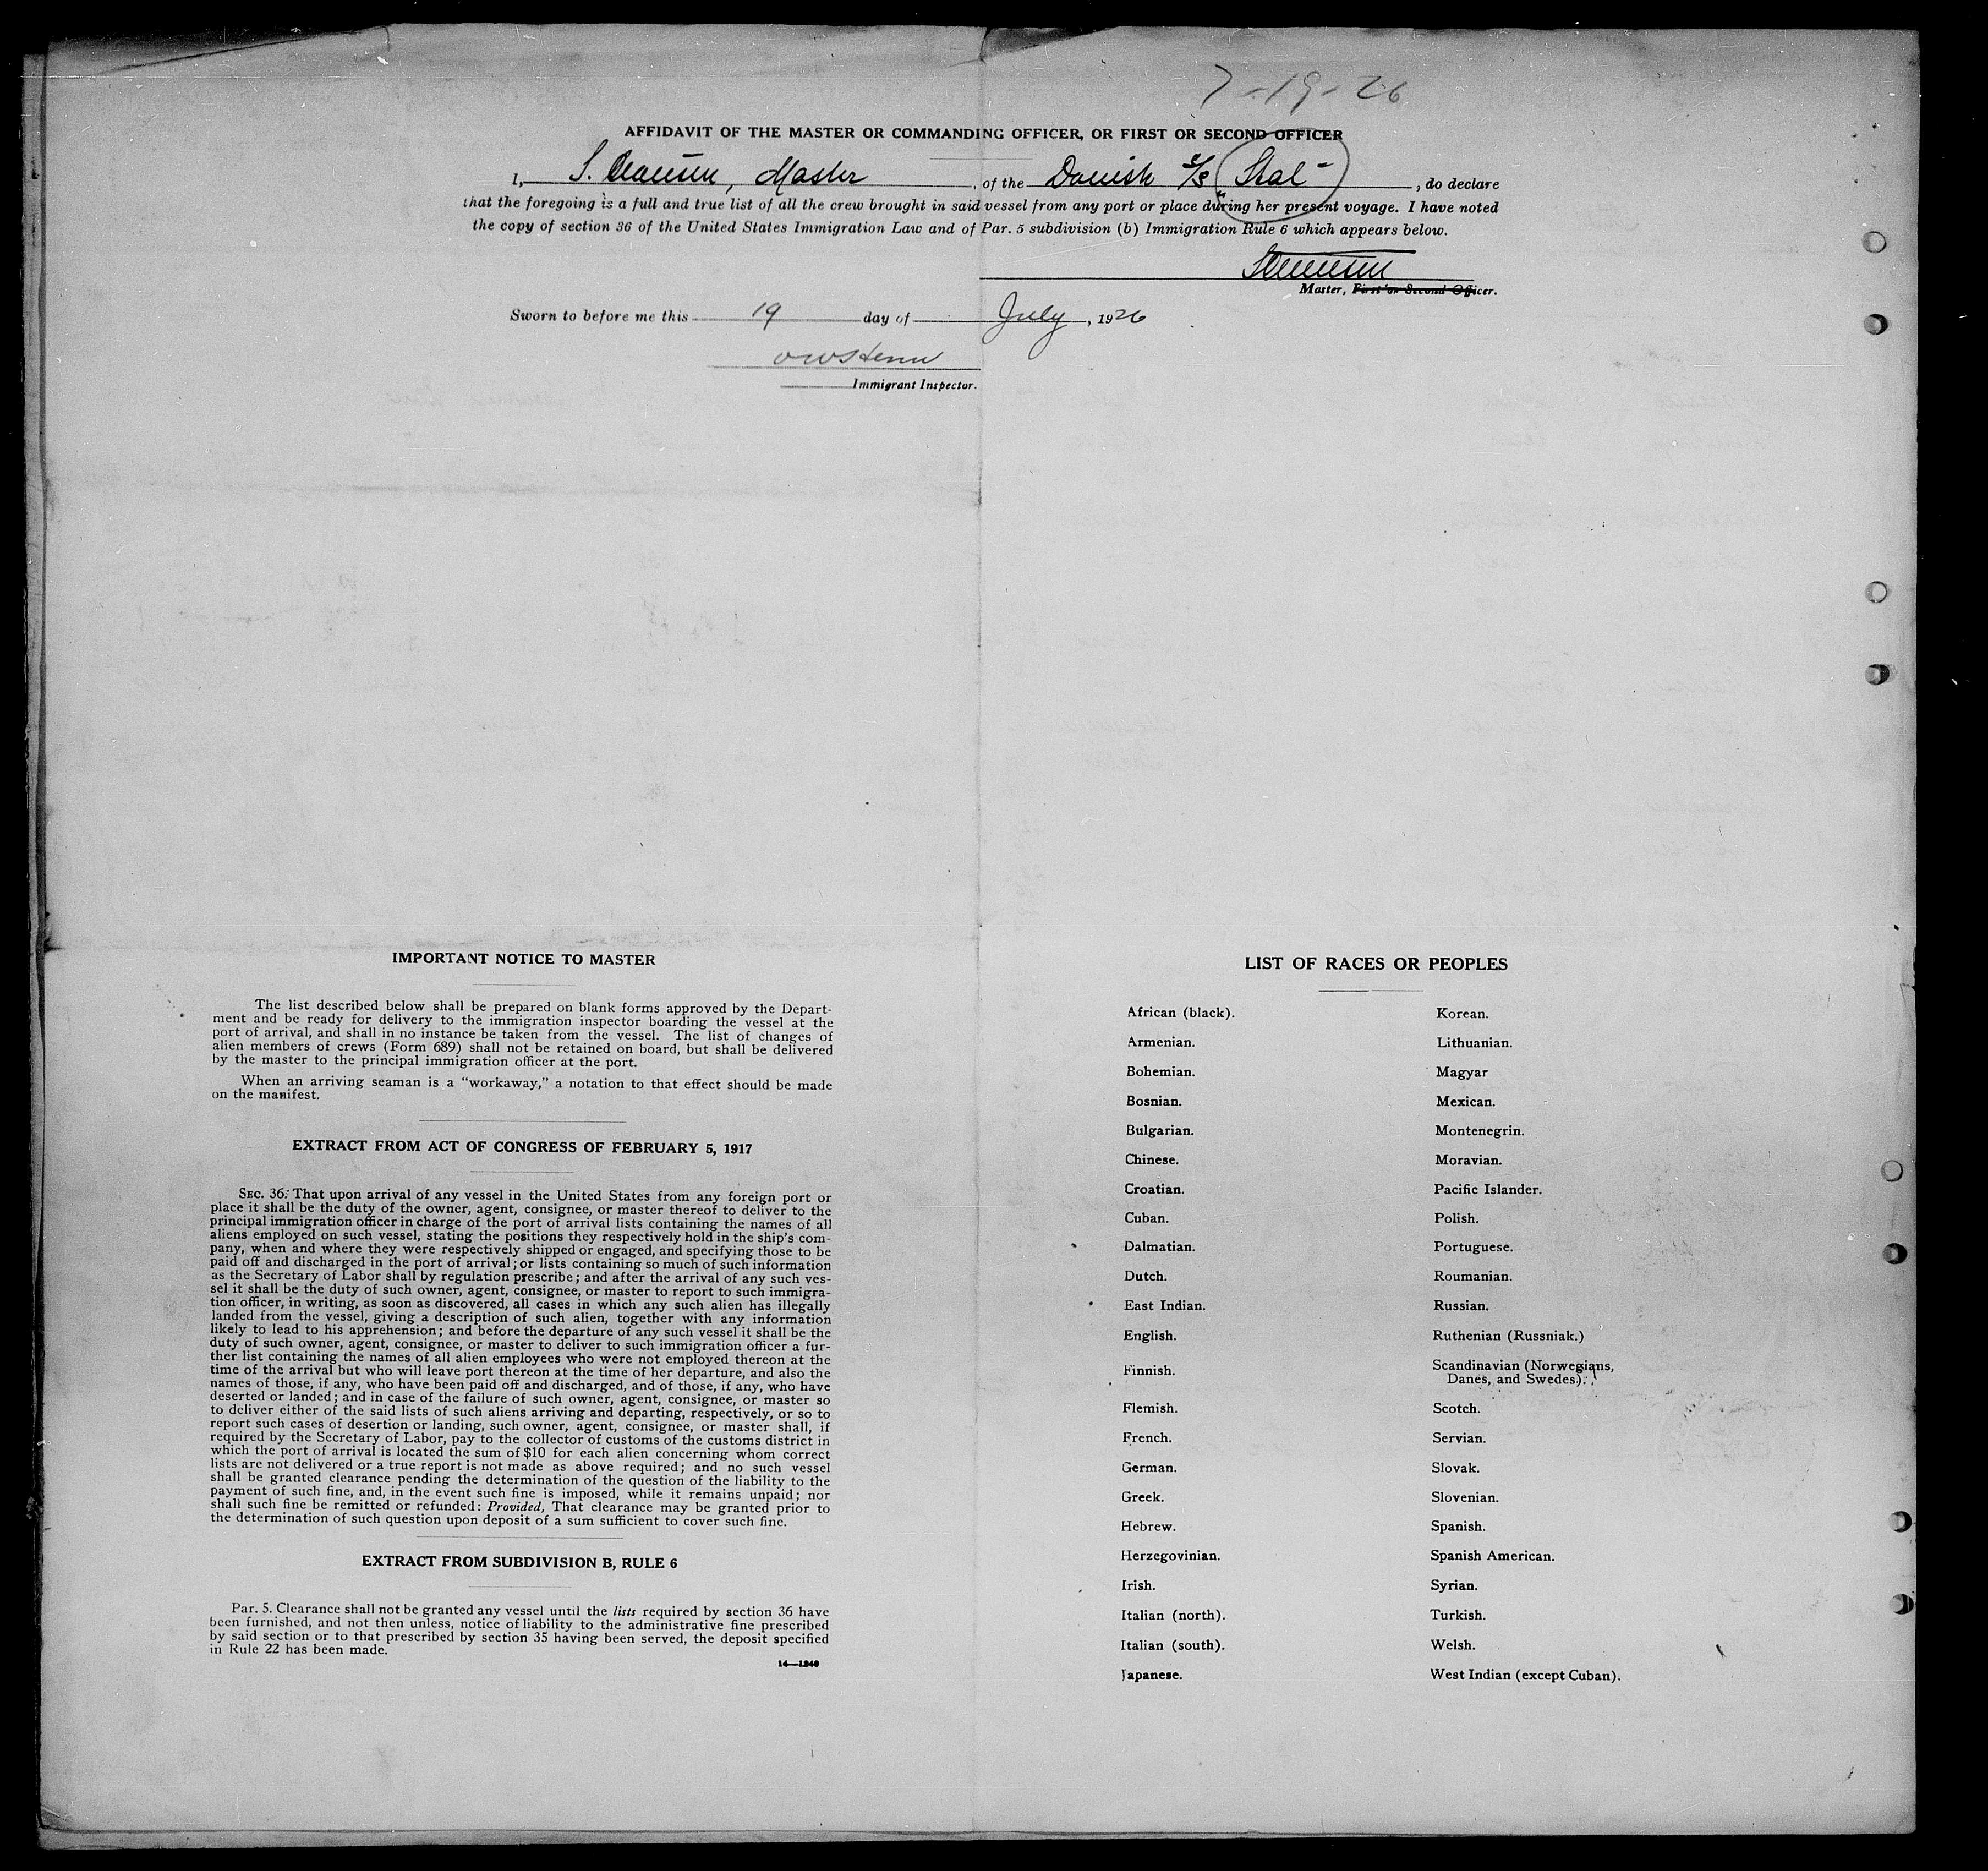 7-19-26
AFFIDAVIT OF THE MASTER OR COMMANDING OFFICER, OR FIRST OR SECOND OFFICER
I, S. Clausen, Master, of the Danish S/S "Stal", do declare
that the foregoing is a full and true list of all the crew brought in said vessel from any port or place during her present voyage. I have noted
the copy of section 36 of the United States Immigration Law and of Par. 5 subdivision (b) Immigration Rule 6 which appears below.
Master, First or Second Officer.
Sworn to before me this 19 day of July, 1926
Immigrant Inspector.
IMPORTANT NOTICE TO MASTER
The list described below shall be prepared on blank forms approved by the Depart-
ment and be ready for delivery to the immigration inspector boarding the vessel at the
port of arrival, and shall in no instance be taken from the vessel. The list of changes of
alien members of crews (Form 689) shall not be retained on board, but shall be delivered
by the master to the principal immigration officer at the port.
When an arriving seaman is a "workaway," a notation to that effect should be made
on the manifest.
EXTRACT FROM ACT OF CONGRESS OF FEBRUARY 5, 1917
SEC. 36. That upon arrival of any vessel in the United States from any foreign port or
place it shall be the duty of the owner, agent, consignee, or master thereof to deliver to the
principal immigration officer in charge of the port of arrival lists containing the names of all
aliens employed on such vessel, stating the positions they respectively hold in the ship's com-
pany, when and where they were respectively shipped or engaged, and specifying those to be
paid off and discharged in the port of arrival; or lists containing so much of such information
as the Secretary of Labor shall by regulation prescribe; and after the arrival of any such ves-
sel it shall be the duty of such owner, agent, consignee, or master to report to such immigra-
tion officer, in writing, as soon as discovered, all cases in which any such alien has illegally
landed from the vessel, giving a description of such alien, together with any information
likely to lead to his apprehension; and before the departure of any such vessel it shall be the
duty of such owner, agent, consignee, or master to deliver to such immigration officer a fur-
ther list containing the names of all alien employees who were not employed thereon at the
time of the arrival but who will leave port thereon at the time of her departure, and also the
names of those, if any, who have been paid off and discharged, and of those, if any, who have
deserted or landed; and in case of the failure of such owner, agent, consignee, or master so
to deliver either of the said lists of such aliens arriving and departing, respectively, or so to
report such cases of desertion or landing, such owner, agent, consignee, or master shall, if
required by the Secretary of Labor, pay to the collector of customs of the customs district in
which the port of arrival is located the sum of $10 for each alien concerning whom correct
lists are not delivered or a true report is not made as above required; and no such vessel
shall be granted clearance pending the determination of the question of the liability to the
payment of such fine, and, in the event such fine is imposed, while it remains unpaid; nor
shall such fine be remitted or refunded: Provided, That clearance may be granted prior to
the determination of such question upon deposit of a sum sufficient to cover such fine.
EXTRACT FROM SUBDIVISION B, RULE 6
Par. 5. Clearance shall not be granted any vessel until the lists required by section 36 have
been furnished, and not then unless, notice of liability to the administrative fine prescribed
by said section or to that prescribed by section 35 having been served, the deposit specified
in Rule 22 has been made.
14—1240
LIST OF RACES OR PEOPLES
African (black).
Armenian.
Bohemian.
Bosnian.
Bulgarian.
Chinese.
Croatian.
Cuban.
Dalmatian.
Dutch.
East Indian.
English.
Finnish.
Flemish.
French.
German.
Greek.
Hebrew.
Herzegovinian.
Irish.
Italian (north).
Italian (south).
Japanese.
Korean.
Lithuanian.
Magyar
Mexican.
Montenegrin.
Moravian.
Pacific Islander.
Polish.
Portuguese.
Roumanian.
Russian.
Ruthenian (Russniak.)
Scandinavian (Norwegians,
Danes, and Swedes).
Scotch.
Servian.
Slovak.
Slovenian.
Spanish.
Spanish American.
Syrian.
Turkish.
Welsh.
West Indian (except Cuban).